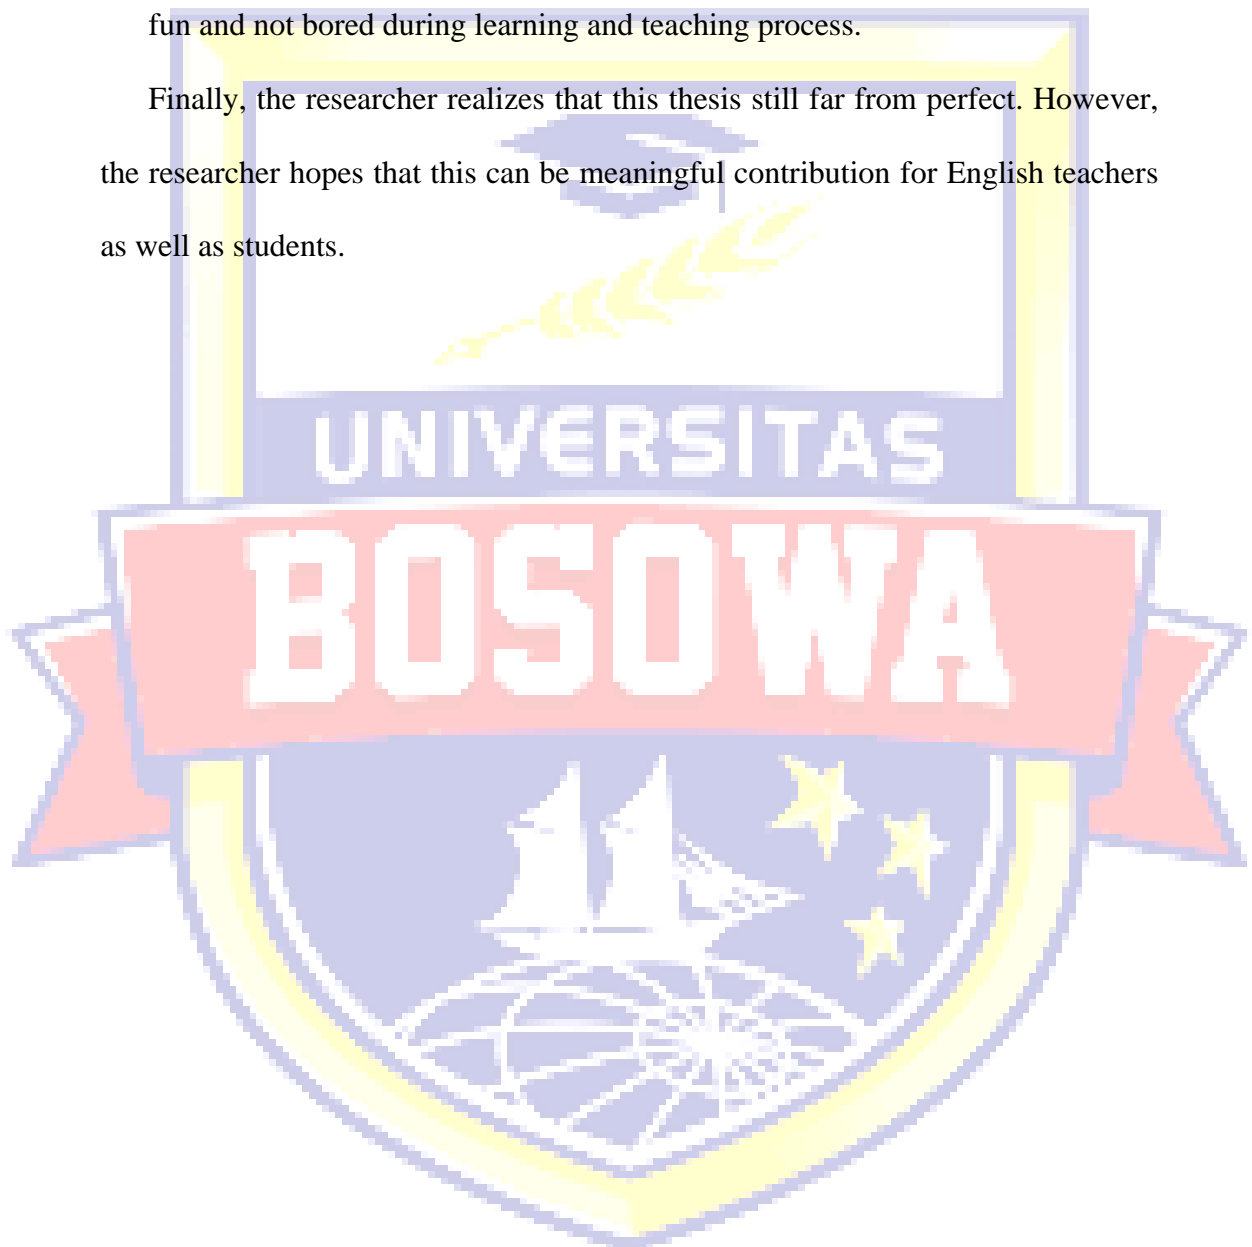 fun and not bored during learning and teaching process.
Finally, the researcher realizes that this thesis still far from perfect. However,
the researcher hopes that this can be meaningful contribution for English teachers
as well as students.
UNIVERSITAS
BOSOWA